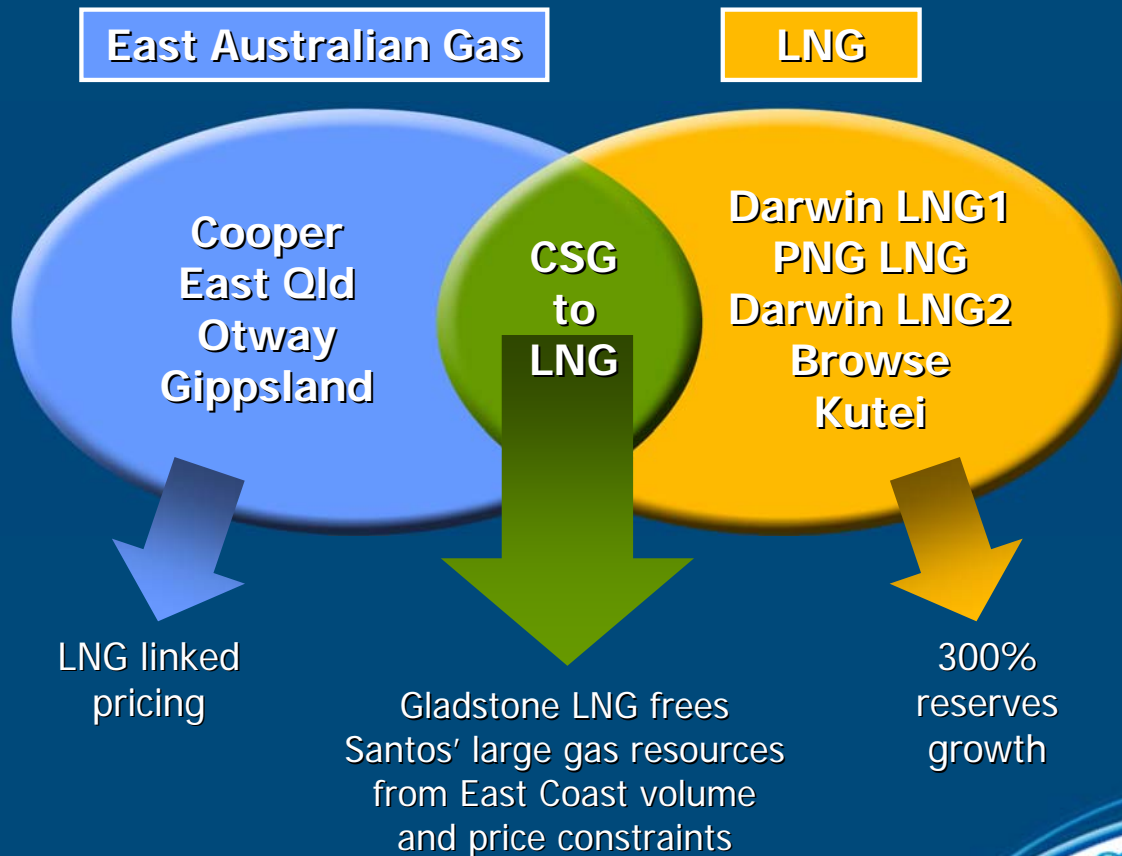 East Australian Gas
LNG
Cooper
East Qld
Otway
Gippsland
CSG
to
LNG
Darwin LNG1
PNG LNG
Darwin LNG2
Browse
Kutei
LNG linked
pricing
Gladstone LNG frees
Santos’ large gas resources
from East Coast volume
and price constraints
300%
reserves
growth